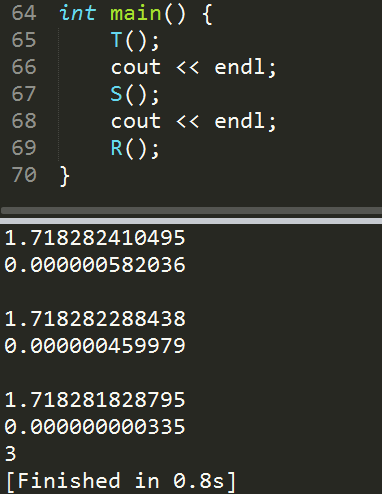 64 int main() {
65 T();
66 cout << endl;
67 S();
68 cout << endl;
69 R();
70 }
1.718282410495
0.000000582036
1.718282288438
0.000000459979
1.718281828795
0.000000000335
3
[Finished in 0.8s]